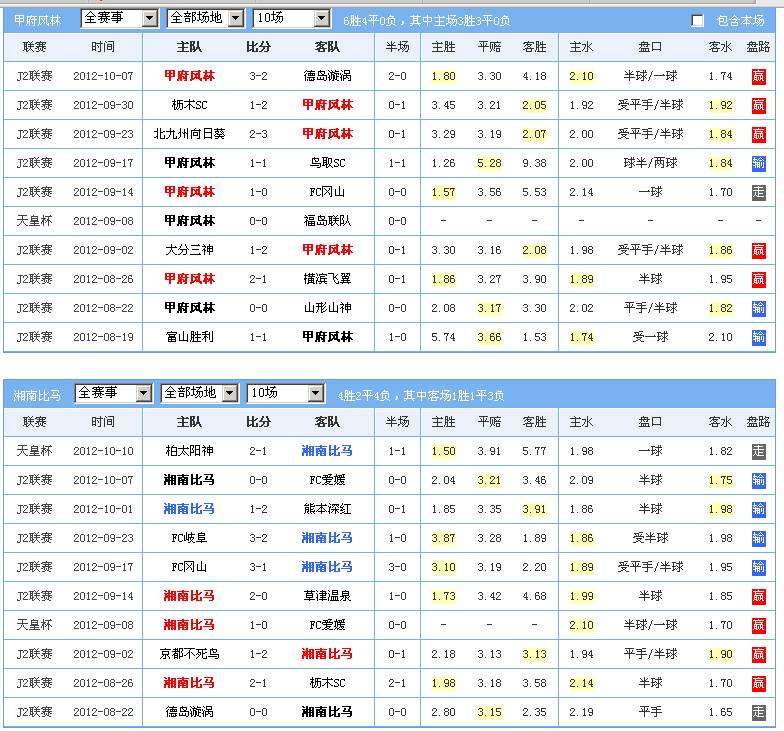 甲府风林 全赛事 全部场地 10场 6胜4平0负，其中主场3胜3平0负 包含本场
联赛 时间 主队 比分 客队 半场 主胜 平赔 客胜 主水 盘口 客水 盘路
J2联赛 2012-10-07 甲府风林 3-2 德岛漩涡 2-0 1.80 3.30 4.18 2.10 半球/一球 1.74 赢
J2联赛 2012-09-30 枥木SC 1-2 甲府风林 0-1 3.45 3.21 2.05 1.92 受平手/半球 1.92 赢
J2联赛 2012-09-23 北九州向日葵 2-3 甲府风林 0-1 3.29 3.19 2.07 2.00 受平手/半球 1.84 赢
J2联赛 2012-09-17 甲府风林 1-1 鸟取SC 1-1 1.26 5.28 9.38 2.00 球半/两球 1.84 输
J2联赛 2012-09-14 甲府风林 1-0 FC冈山 0-0 1.57 3.56 5.53 2.14 一球 1.70 走
天皇杯 2012-09-08 甲府风林 0-0 福岛联队 0-0 - - - - - - -
J2联赛 2012-09-02 大分三神 1-2 甲府风林 0-1 3.30 3.16 2.08 1.98 受平手/半球 1.86 赢
J2联赛 2012-08-26 甲府风林 2-1 横滨飞翼 0-1 1.86 3.27 3.90 1.89 半球 1.95 赢
J2联赛 2012-08-22 甲府风林 0-0 山形山神 0-0 2.08 3.17 3.30 2.02 平手/半球 1.82 输
J2联赛 2012-08-19 富山胜利 1-1 甲府风林 1-0 5.74 3.66 1.53 1.74 受一球 2.10 输
湘南比马 全赛事 全部场地 10场 4胜2平4负，其中客场1胜1平3负
联赛 时间 主队 比分 客队 半场 主胜 平赔 客胜 主水 盘口 客水 盘路
天皇杯 2012-10-10 柏太阳神 2-1 湘南比马 1-1 1.50 3.91 5.77 1.98 一球 1.82 走
J2联赛 2012-10-07 湘南比马 0-0 FC爱媛 0-0 2.04 3.21 3.46 2.09 半球 1.75 输
J2联赛 2012-10-01 湘南比马 1-2 熊本深红 0-1 1.85 3.35 3.91 1.86 半球 1.98 输
J2联赛 2012-09-23 FC岐阜 3-2 湘南比马 1-0 3.87 3.28 1.89 1.86 受半球 1.98 输
J2联赛 2012-09-17 FC冈山 3-1 湘南比马 3-0 3.10 3.19 2.20 1.89 受平手/半球 1.95 输
J2联赛 2012-09-14 湘南比马 2-0 草津温泉 1-0 1.73 3.42 4.68 1.99 半球 1.85 赢
天皇杯 2012-09-08 湘南比马 1-0 FC爱媛 0-0 - - - 2.10 半球/一球 1.70 赢
J2联赛 2012-09-02 京都不死鸟 1-2 湘南比马 0-1 2.18 3.13 3.13 1.94 平手/半球 1.90 赢
J2联赛 2012-08-26 湘南比马 2-1 枥木SC 2-1 1.98 3.18 3.58 2.14 半球 1.70 赢
J2联赛 2012-08-22 德岛漩涡 0-0 湘南比马 0-0 2.80 3.15 2.35 2.19 平手 1.65 走